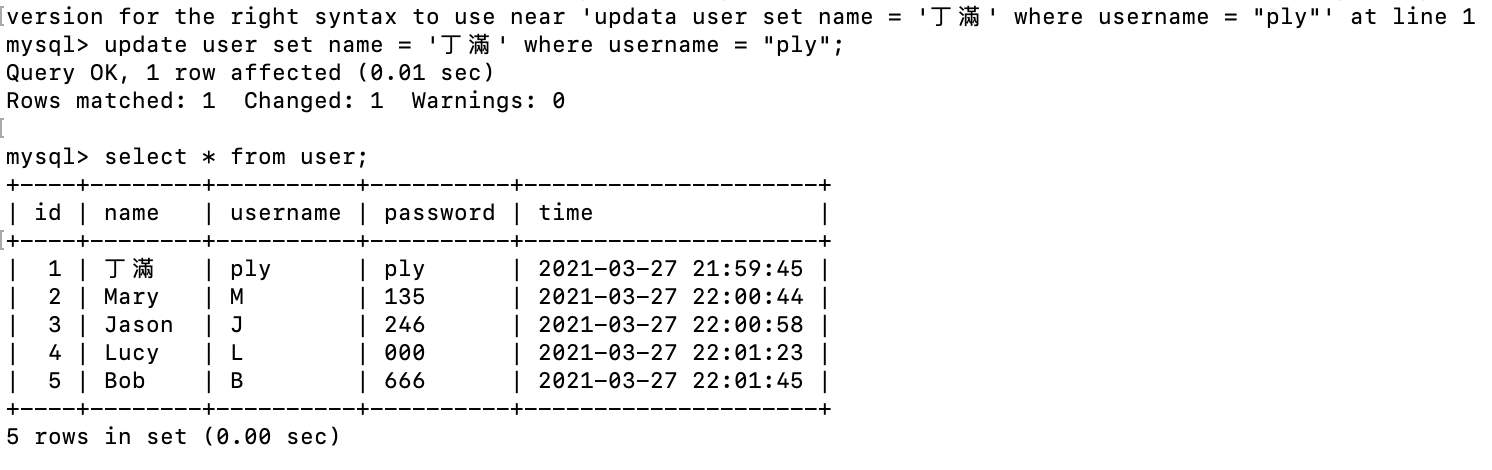 version for the right syntax to use near 'updata user set name = '丁滿' where username = "ply"' at line 1
mysql> update user set name = '丁滿' where username = "ply";
Query OK, 1 row affected (0.01 sec)
Rows matched: 1  Changed: 1  Warnings: 0
mysql> select * from user;
+----+--------+----------+----------+---------------------+
| id | name   | username | password | time                |
+----+--------+----------+----------+---------------------+
|  1 | 丁滿   | ply      | ply      | 2021-03-27 21:59:45 |
|  2 | Mary   | M        | 135      | 2021-03-27 22:00:44 |
|  3 | Jason  | J        | 246      | 2021-03-27 22:00:58 |
|  4 | Lucy   | L        | 000      | 2021-03-27 22:01:23 |
|  5 | Bob    | B        | 666      | 2021-03-27 22:01:45 |
+----+--------+----------+----------+---------------------+
5 rows in set (0.00 sec)